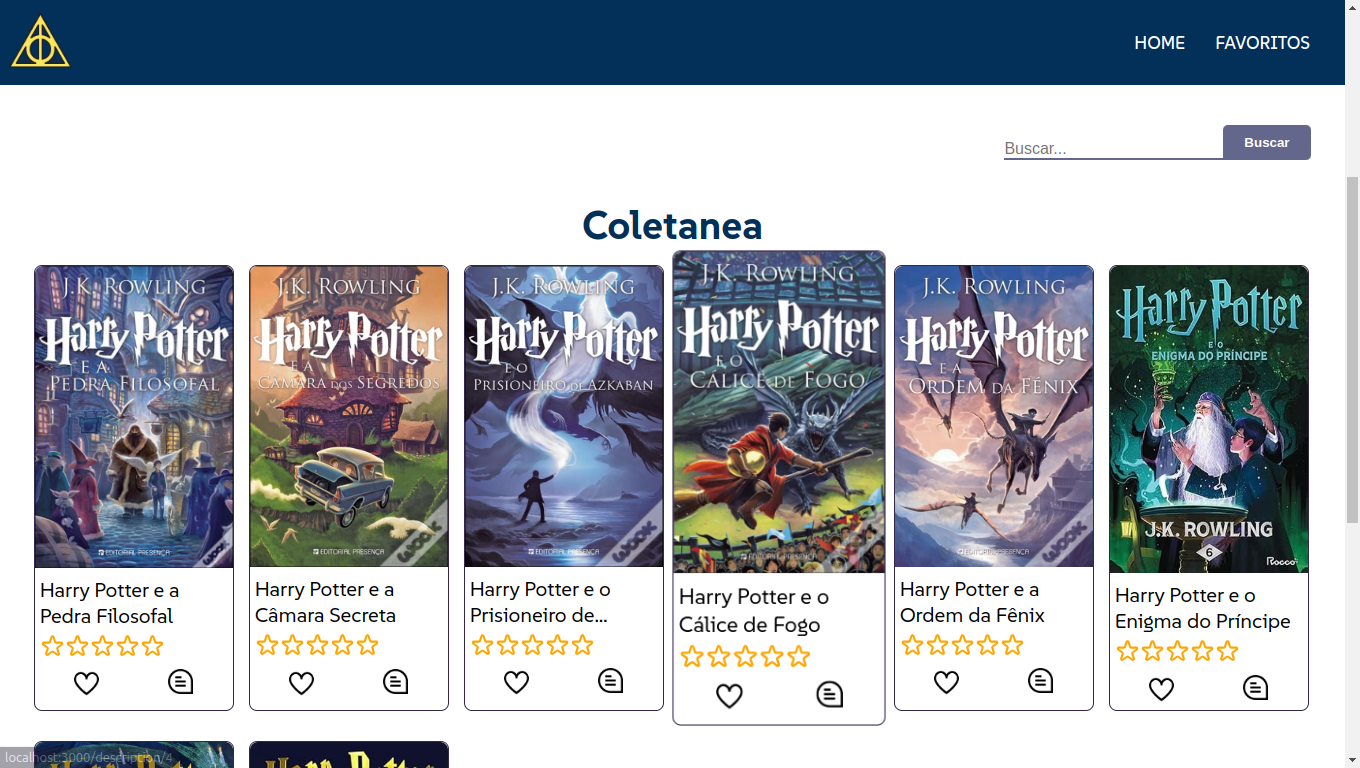 HOME FAVORITOS
Buscar... Buscar
Coletanea
J.K. ROWLING
Harry Potter
E A
PEDRA FILOSOFAL
EDITORIAL PRESENÇA
WOOK
Harry Potter e a
Pedra Filosofal
J.K. ROWLING
Harry Potter
E A
CÂMARA DOS SEGREDOS
EDITORIAL PRESENÇA
WOOK
Harry Potter e a
Câmara Secreta
J.K. ROWLING
Harry Potter
E O
PRISIONEIRO DE AZKABAN
EDITORIAL PRESENÇA
WOOK
Harry Potter e o
Prisioneiro de...
J.K. ROWLING
Harry Potter
E O
CÁLICE DE FOGO
EDITORIAL PRESENÇA
Harry Potter e o
Cálice de Fogo
J.K. ROWLING
Harry Potter
E A
ORDEM DA FÉNIX
EDITORIAL PRESENÇA
WOOK
Harry Potter e a
Ordem da Fênix
Harry Potter
E O
ENIGMA DO PRÍNCIPE
J.K. ROWLING
6
Rocco
Harry Potter e o
Enigma do Príncipe
localhost:3000/description/4